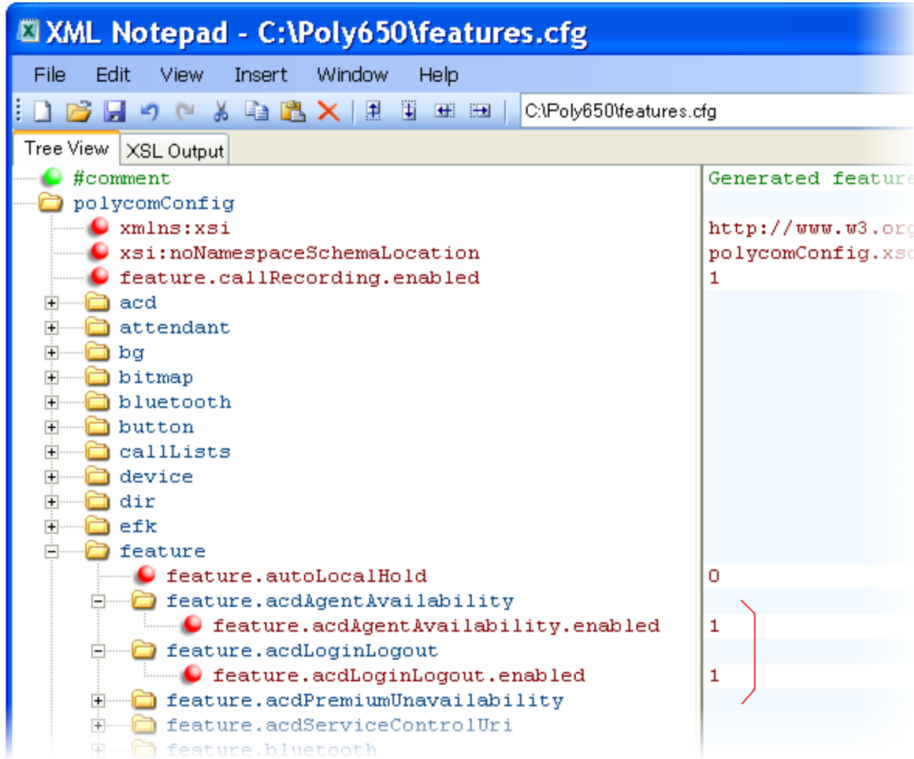 XML Notepad - C:\Poly650\features.cfg
File Edit View Insert Window Help
C:\Poly650\features.cfg
Tree View XSL Output
#comment Generated feature
polycomConfig
xmlns:xsi http://www.w3.org
xsi:noNamespaceSchemaLocation polycomConfig.xsd
feature.callRecording.enabled 1
acd
attendant
bg
bitmap
bluetooth
button
callLists
device
dir
efk
feature
feature.autoLocalHold 0
feature.acdAgentAvailability
feature.acdAgentAvailability.enabled 1
feature.acdLoginLogout
feature.acdLoginLogout.enabled 1
feature.acdPremiumUnavailability
feature.acdServiceControlUri
feature.bluetooth